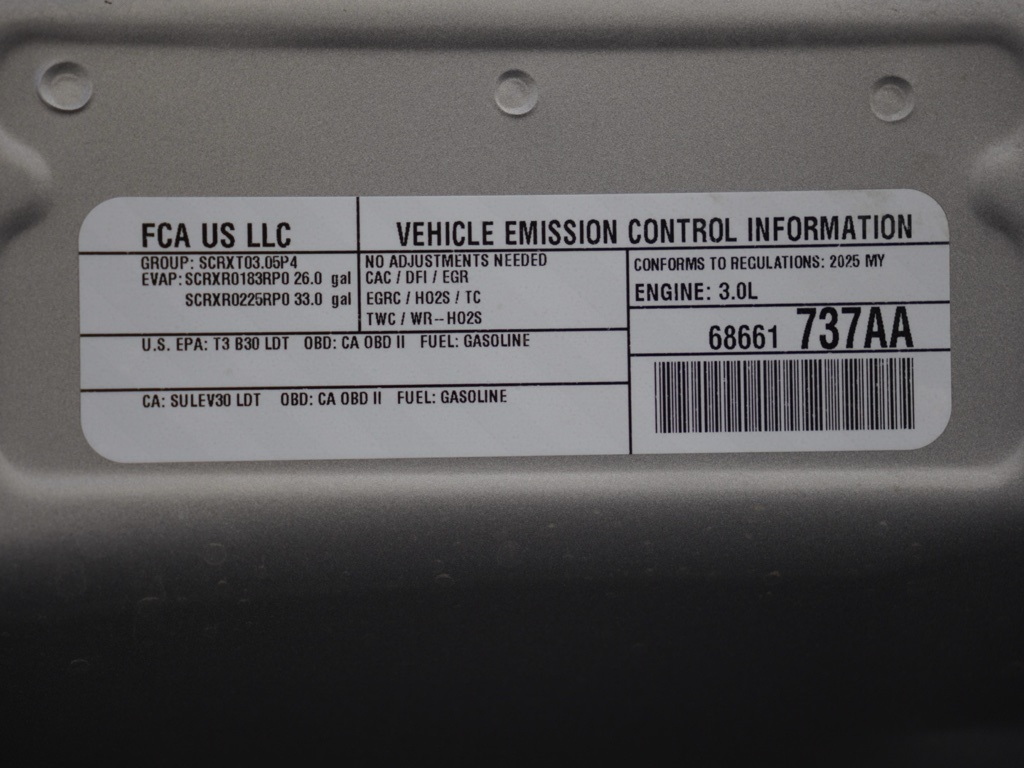 FCA US LLC
VEHICLE EMISSION CONTROL INFORMATION
GROUP: SCRXT03.05P4
EVAP: SCRXR0183RP0 26.0 gal
SCRXR0225RP0 33.0 gal
NO ADJUSTMENTS NEEDED
CAC / DFI / EGR
EGRC / HO2S / TC
TWC / WR-HO2S
CONFORMS TO REGULATIONS: 2025 MY
ENGINE: 3.0L
68661 737AA
U.S. EPA: T3 B30 LDT OBD: CA OBD II FUEL: GASOLINE
CA: SULEV30 LDT OBD: CA OBD II FUEL: GASOLINE